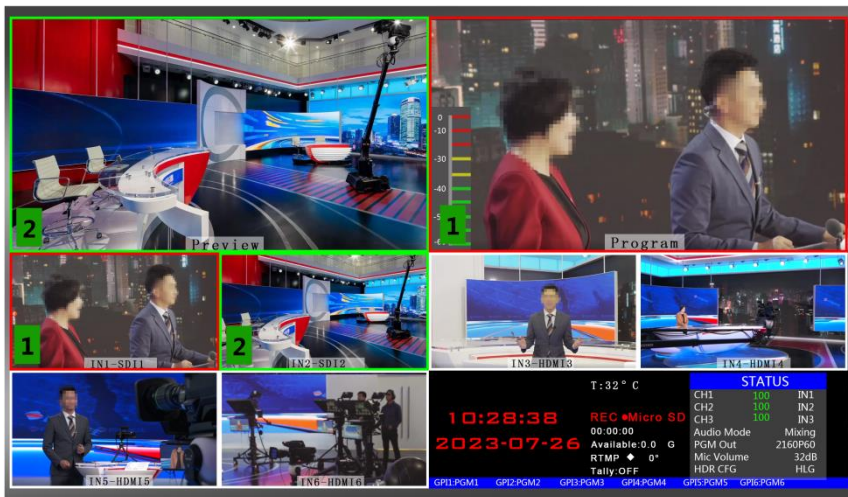 2
Preview
0
-10
-40
1
Program
1
IN1-SDI1
2
IN2-SDI2
IN3-HDMI3
IN4-HDMI4
IN5-HDMI5
IN6-HDMI6
10:28:38
2023-07-26
T:32° C
REC ●Micro SD
00:00:00
Available:0.0 G
RTMP ◆ 0"
Tally:OFF
STATUS
CH1 100 IN1
CH2 100 IN2
CH3 100 IN3
Audio Mode Mixing
PGM Out 2160P60
Mic Volume 32dB
HDR CFG HLG
GPI1:PGM1 GPI2:PGM2 GPI3:PGM3 GPI4:PGM4 GPI5:PGM5 GPI6:PGM6